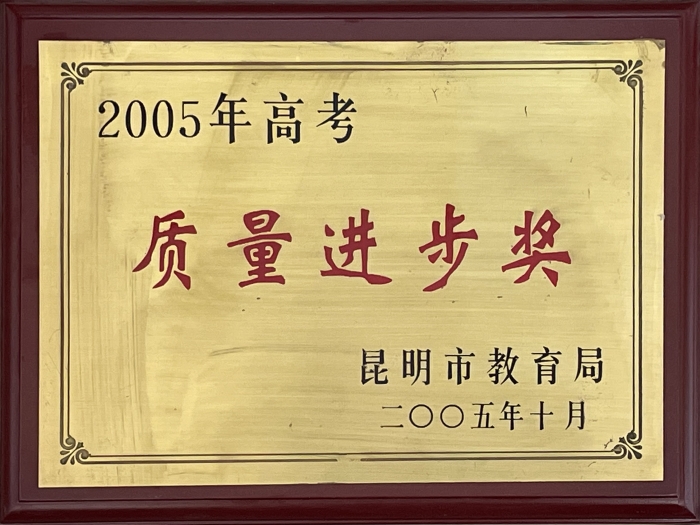 2005年高考
质量进步奖
昆明市教育局
二〇〇五年十月